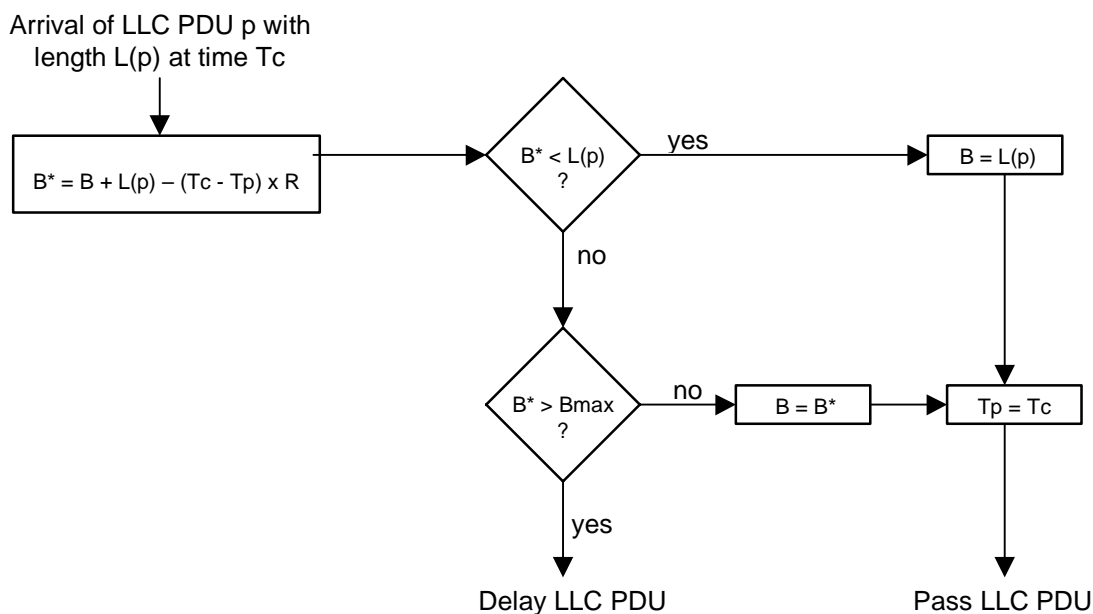 Arrival of LLC PDU p with
length L(p) at time Tc
B* = B + L(p) – (Tc - Tp) x R
B* < L(p)
?
yes
B = L(p)
no
B* > Bmax
?
no
B = B*
Tp = Tc
yes
Delay LLC PDU
Pass LLC PDU